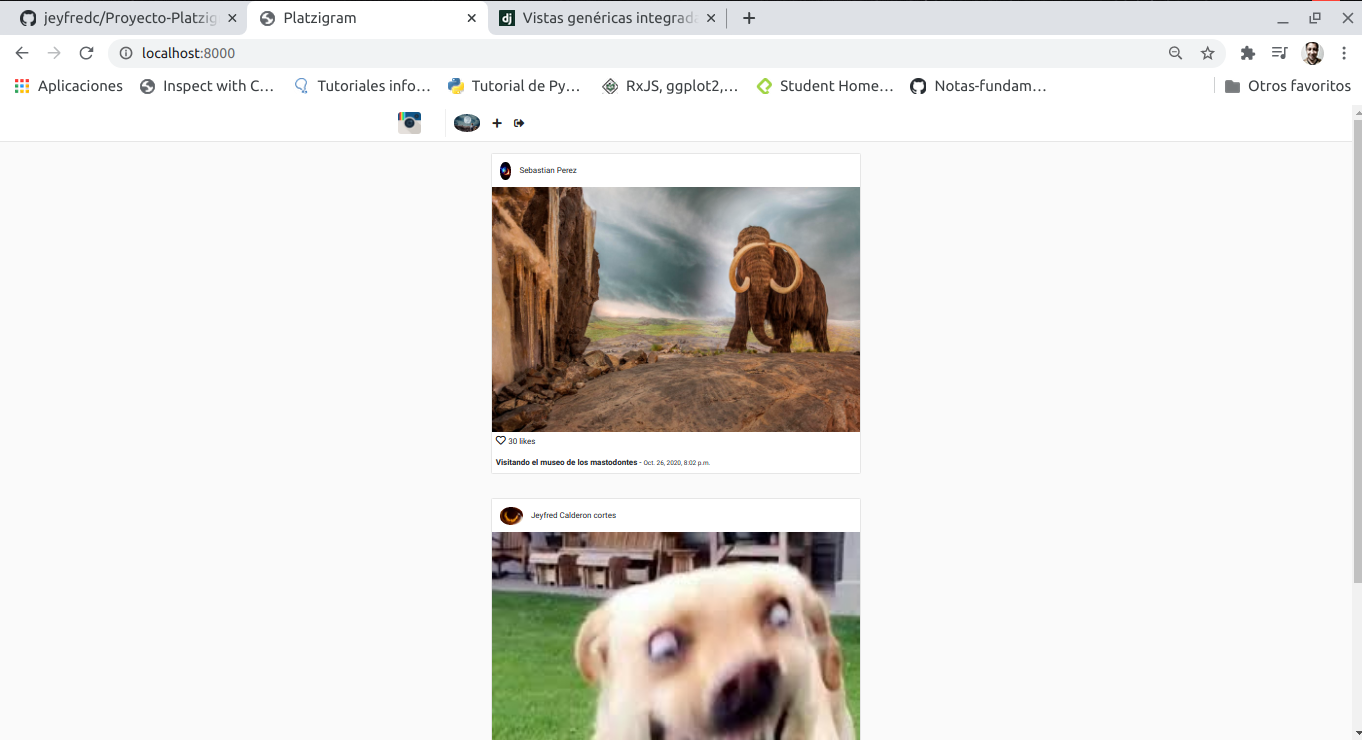 jeyfredc/Proyecto-Platzig
Platzigram
Vistas genéricas integrada
localhost:8000
Aplicaciones
Inspect with C…
Tutoriales info…
Tutorial de Py…
RxJS, ggplot2,…
Student Home…
Notas-fundam…
Otros favoritos
Sebastian Perez
30 likes
Visitando el museo de los mastodontes - Oct. 26, 2020, 8:02 p.m.
Jeyfred Calderon cortes